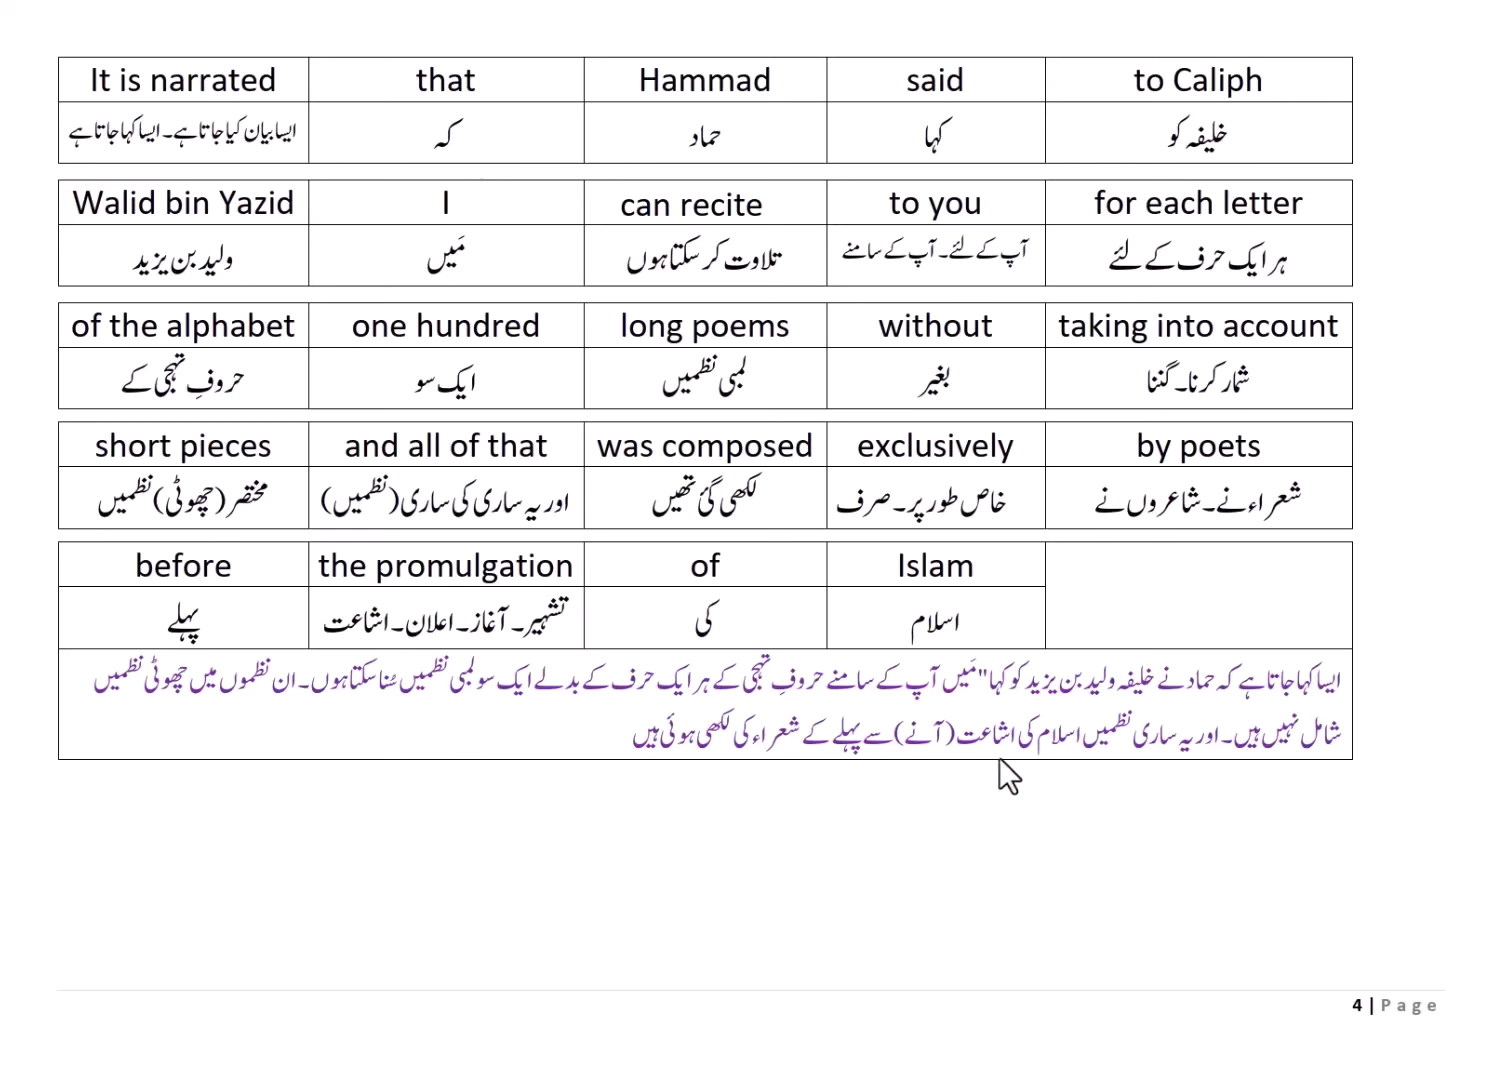 It is narrated that Hammad said to Caliph
ایسا بیان کیا جاتا ہے۔ ایسا کہا جاتا ہے کہ حماد کہا خلیفہ کو
Walid bin Yazid I can recite to you for each letter
ولید بن یزید مَیں تلاوت کر سکتا ہوں آپ کے لئے۔ آپ کے سامنے ہر ایک حرف کے لئے
of the alphabet one hundred long poems without taking into account
حروفِ تہجی کے ایک سو لمبی نظمیں بغیر شمار کرنا۔ گننا
short pieces and all of that was composed exclusively by poets
مختصر (چھوٹی) نظمیں اور یہ ساری کی ساری (نظمیں) لکھی گئ تھیں خاص طور پر۔ صرف شعراء نے۔ شاعروں نے
before the promulgation of Islam
پہلے تشہیر۔ آغاز۔ اعلان۔ اشاعت کی اسلام
ایسا کہا جاتا ہے کہ حماد نے خلیفہ ولید بن یزید کو کہا "مَیں آپ کے سامنے حروفِ تہجی کے ہر ایک حرف کے بدلے ایک سو لمبی نظمیں سُنا سکتا ہوں۔ ان نظموں میں چھوٹی نظمیں
شامل نہیں ہیں۔ اور یہ ساری نظمیں اسلام کی اشاعت (آنے) سے پہلے کے شعراء کی لکھی ہوئی ہیں
4 | Page